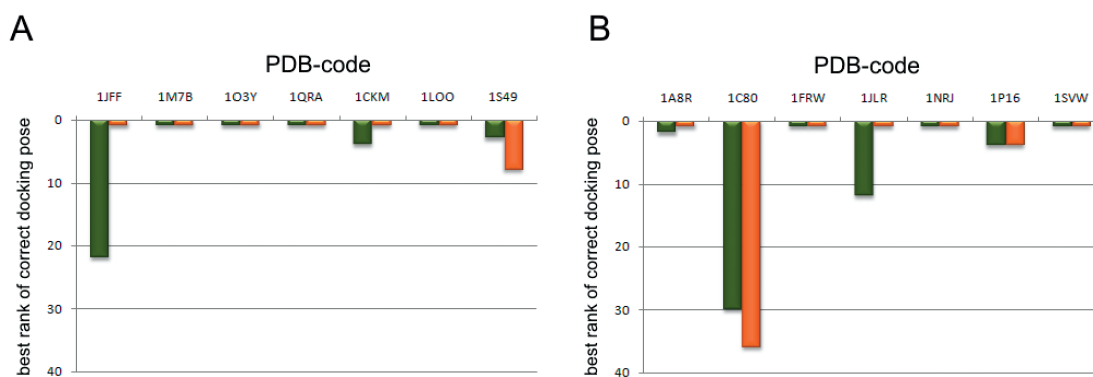 A
PDB-code
1JFF 1M7B 1O3Y 1QRA 1CKM 1LOO 1S49
0
10
20
30
40
best rank of correct docking pose
B
PDB-code
1A8R 1C80 1FRW 1JLR 1NRJ 1P16 1SVW
0
10
20
30
40
best rank of correct docking pose